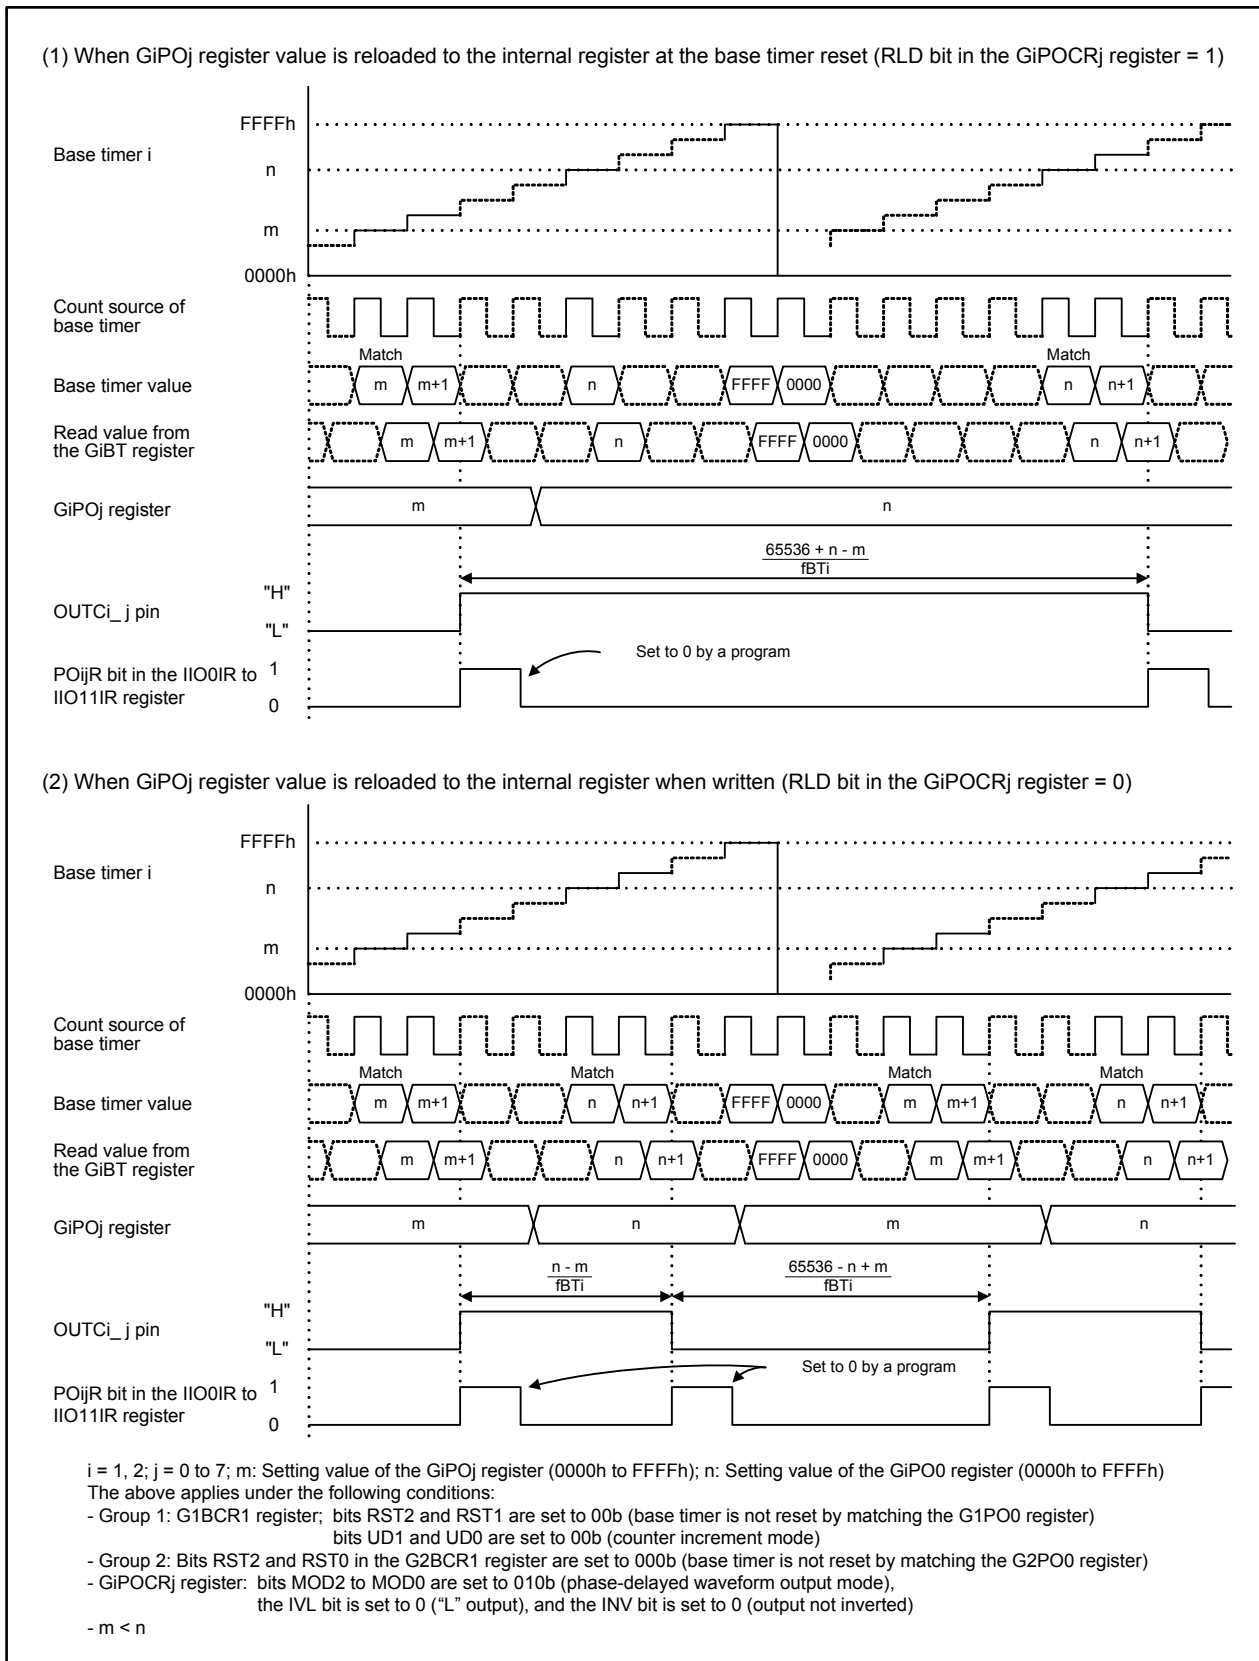 (1) When GiPOj register value is reloaded to the internal register at the base timer reset (RLD bit in the GiPOCRj register = 1)
FFFFh
Base timer i
n
m
0000h
Count source of
base timer
Match Match
Base timer value
m m+1 n FFFF 0000 n n+1
Read value from
the GiBT register
m m+1 n FFFF 0000 n n+1
GiPOj register
m n
65536 + n - m
fBTi
"H"
OUTCi_ j pin
"L"
Set to 0 by a program
POijR bit in the IIO0IR to
IIO11IR register
1
0
(2) When GiPOj register value is reloaded to the internal register when written (RLD bit in the GiPOCRj register = 0)
FFFFh
Base timer i
n
m
0000h
Count source of
base timer
Match Match Match Match
Base timer value
m m+1 n n+1 FFFF 0000 m m+1 n n+1
Read value from
the GiBT register
m m+1 n n+1 FFFF 0000 m m+1 n n+1
GiPOj register
m n m n
n - m
fBTi
65536 - n + m
fBTi
"H"
OUTCi_ j pin
"L"
Set to 0 by a program
POijR bit in the IIO0IR to
IIO11IR register
1
0
i = 1, 2; j = 0 to 7; m: Setting value of the GiPOj register (0000h to FFFFh); n: Setting value of the GiPO0 register (0000h to FFFFh)
The above applies under the following conditions:
- Group 1: G1BCR1 register; bits RST2 and RST1 are set to 00b (base timer is not reset by matching the G1PO0 register)
bits UD1 and UD0 are set to 00b (counter increment mode)
- Group 2: Bits RST2 and RST0 in the G2BCR1 register are set to 000b (base timer is not reset by matching the G2PO0 register)
- GiPOCRj register: bits MOD2 to MOD0 are set to 010b (phase-delayed waveform output mode),
the IVL bit is set to 0 (“L” output), and the INV bit is set to 0 (output not inverted)
- m < n